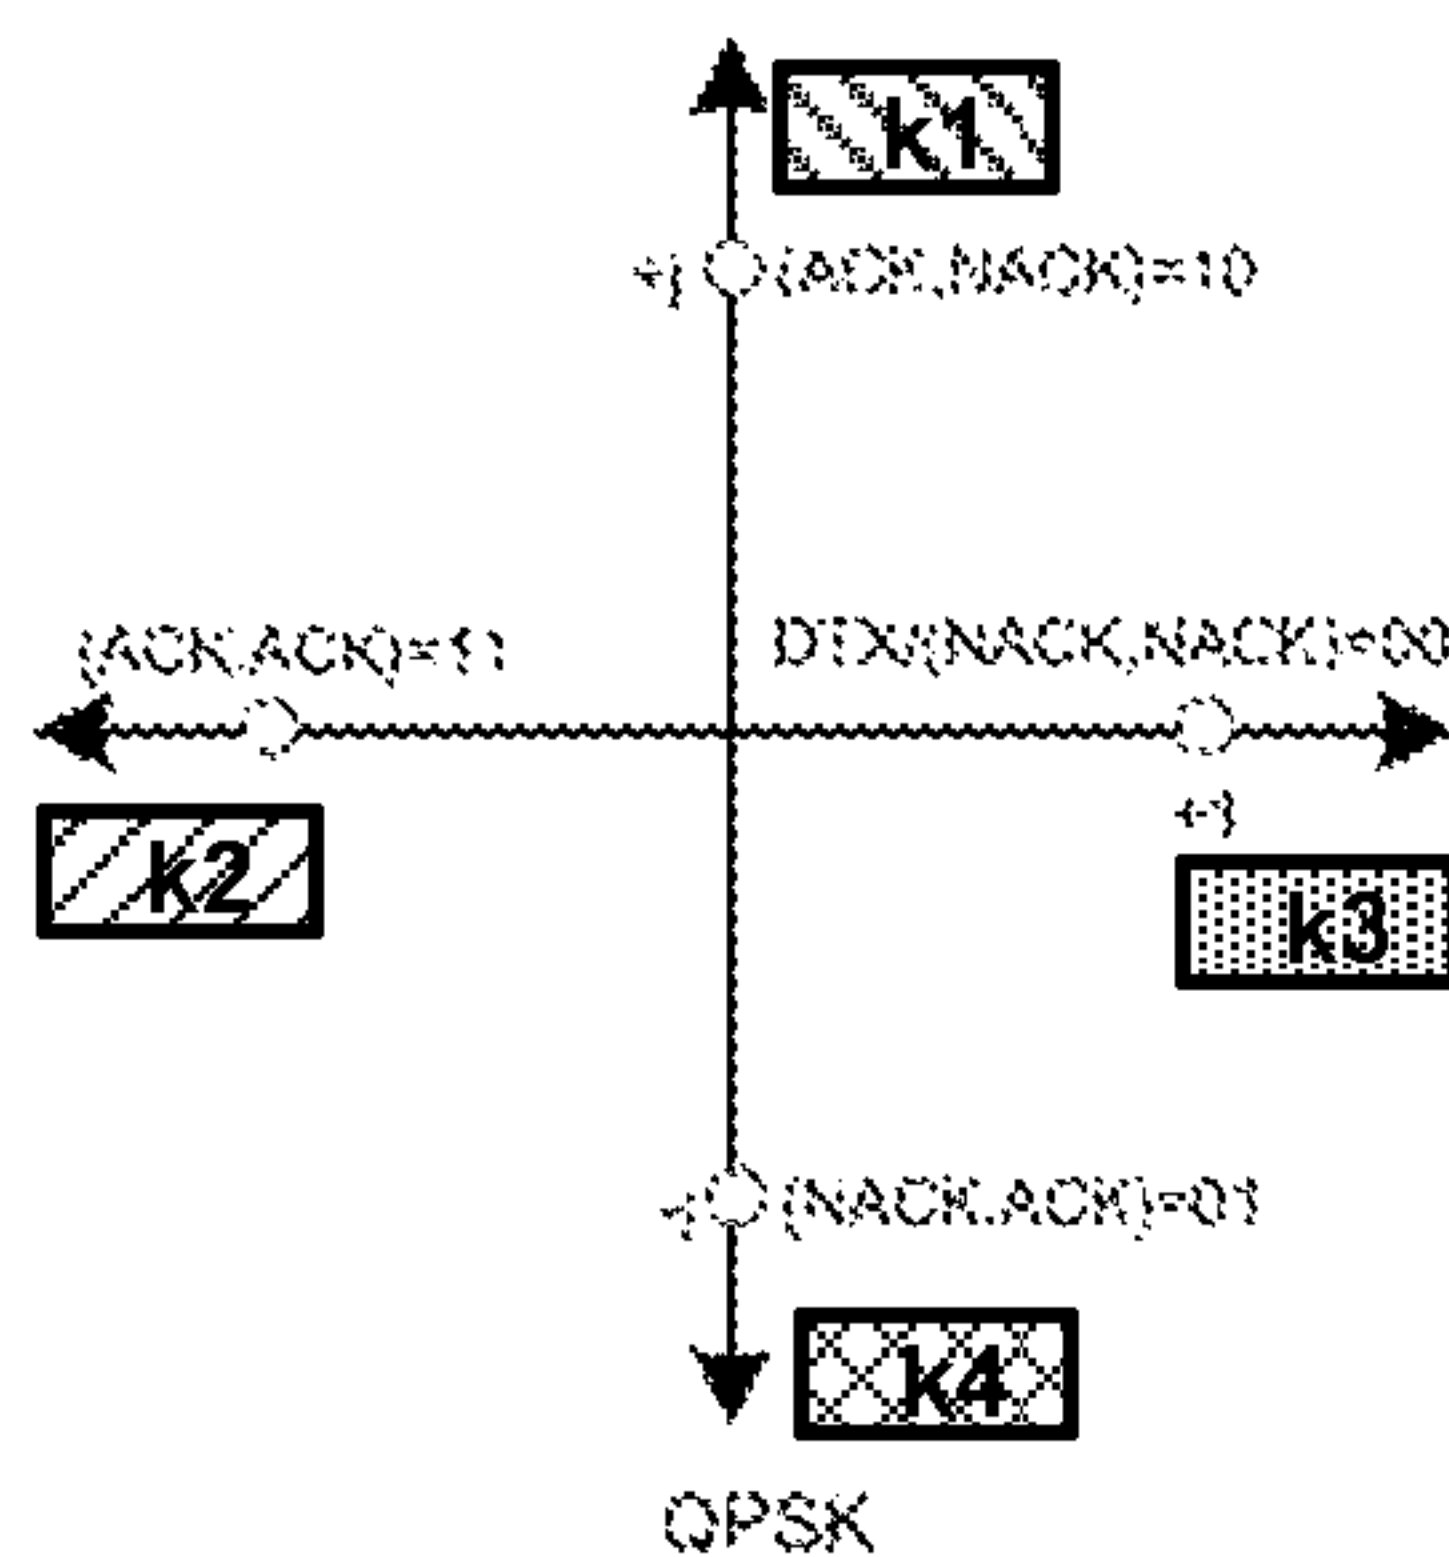 k1
+j (ACK,NACK)=10
(ACK,ACK)=11
DTX/(NACK,NACK)=00
k2
k3
-j (NACK,ACK)=01
k4
QPSK